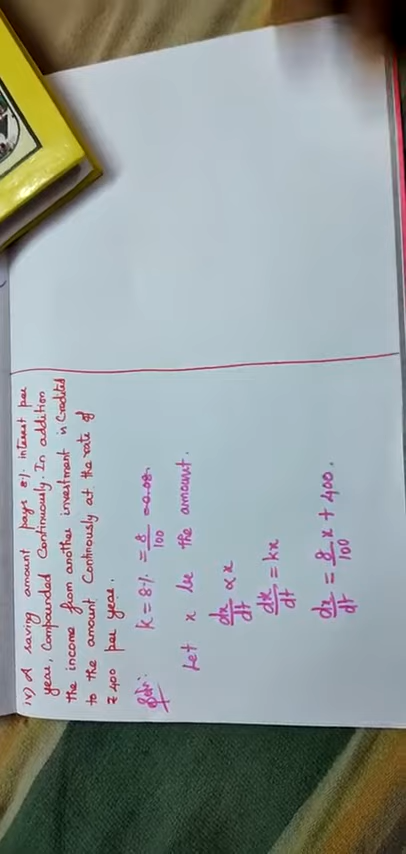 iv) A saving amount pays 8% interest per
year, Compounded Continuously. In addition
the income from another investment is Credited
to the amount Continously at the rate of
₹ 400 per year.
Soln:
k = 8% = 8/100 = 0.08.
Let x be the amount.
dx/dt ∝ x
dx/dt = kx
dx/dt = 8/100 x + 400.